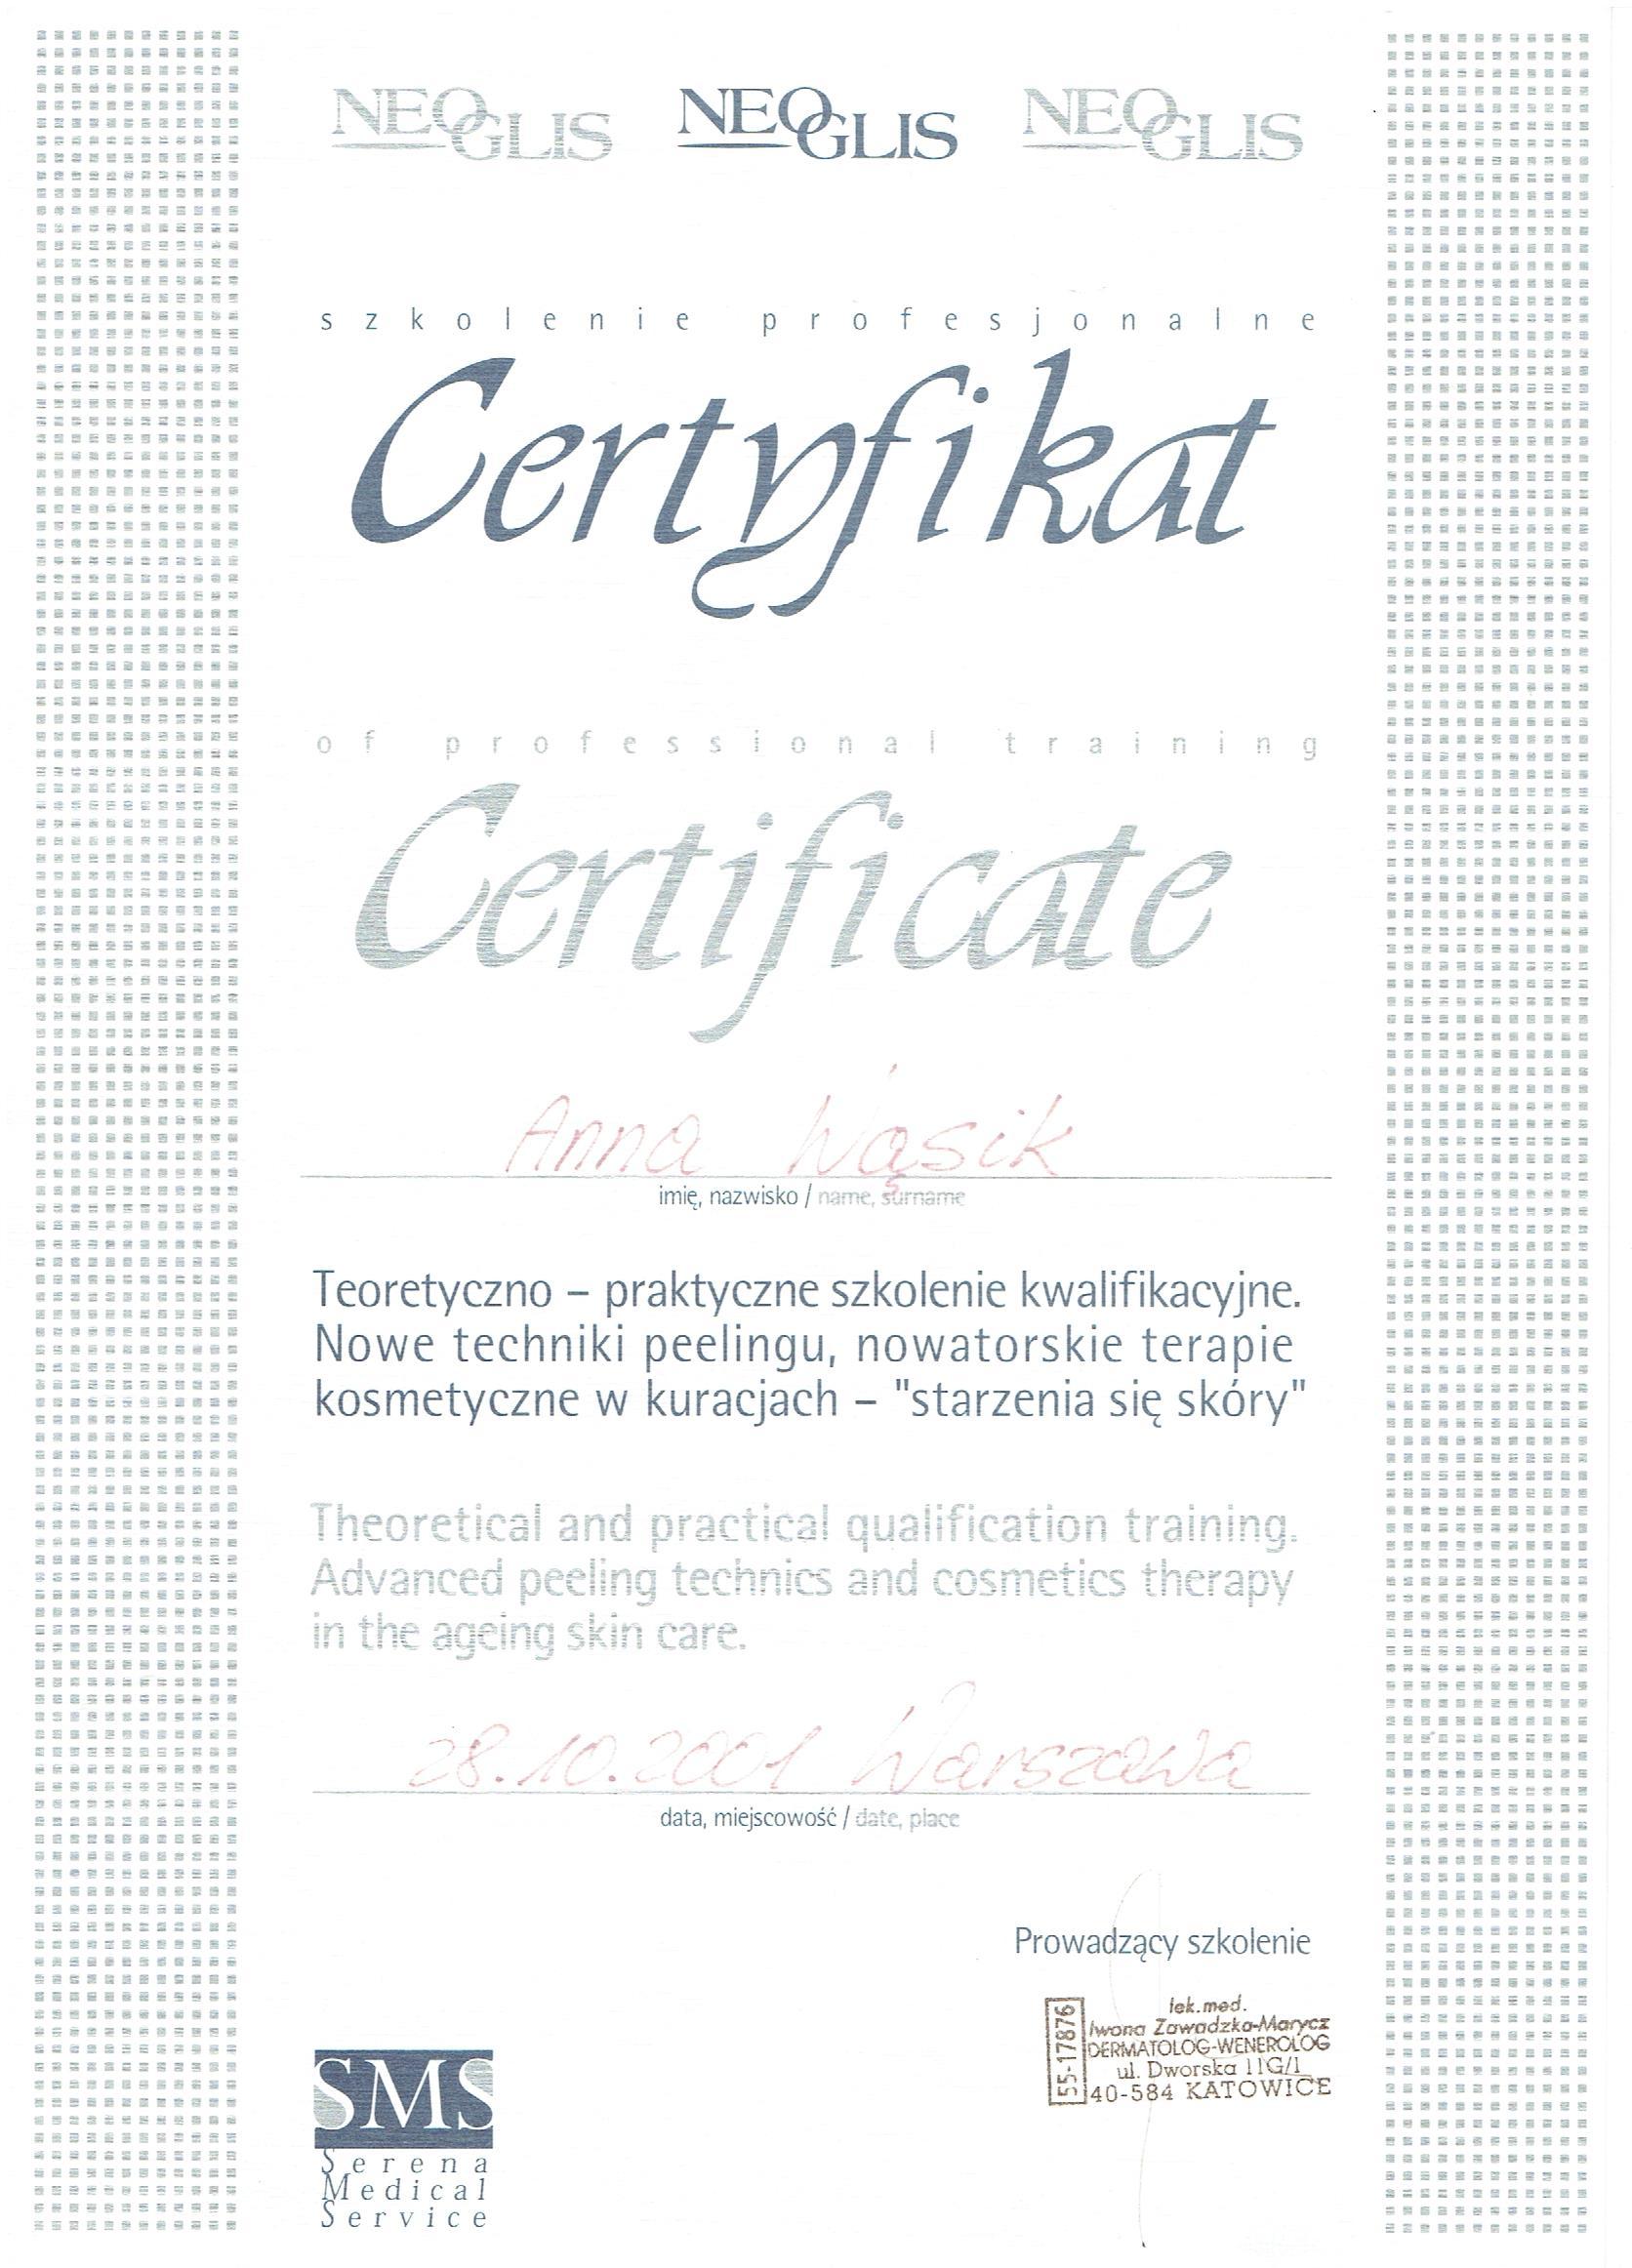 NEOGLIS NEOGLIS NEOGLIS
szkolenie profesjonalne
Certyfikat
of professional training
Certificate
Anna Wąsik
imię, nazwisko / name, surname
Teoretyczno – praktyczne szkolenie kwalifikacyjne.
Nowe techniki peelingu, nowatorskie terapie
kosmetyczne w kuracjach – "starzenia się skóry"
Theoretical and practical qualification training.
Advanced peeling technics and cosmetics therapy
in the ageing skin care.
28.10.2001 Warszawa
data, miejscowość / date, place
Prowadzący szkolenie
55-17876
lek.med.
Iwona Zawadzka-Marycz
DERMATOLOG-WENEROLOG
ul. Dworska 11G/1
40-584 KATOWICE
SMS
Serena
Medical
Service